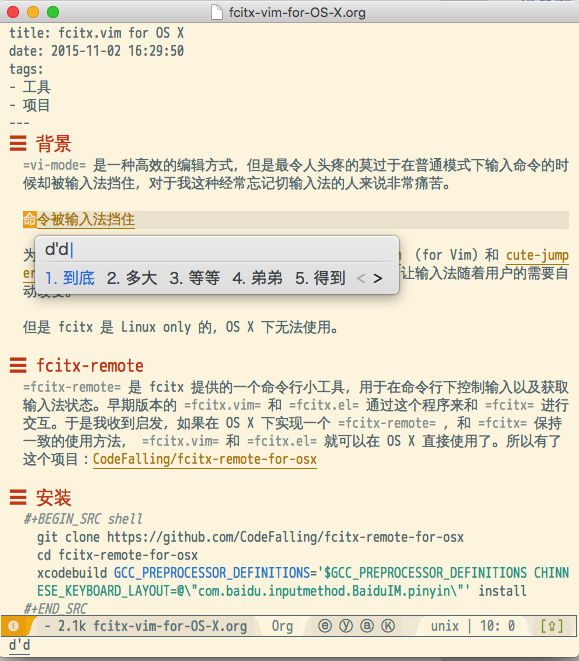 fcitx-vim-for-OS-X.org
title: fcitx.vim for OS X
date: 2015-11-02 16:29:50
tags:
- 工具
- 项目
---
☰ 背景
=vi-mode= 是一种高效的编辑方式，但是最令人头疼的莫过于在普通模式下输入命令的时
候却被输入法挡住，对于我这种经常忘记切输入法的人来说非常痛苦。
命令被输入法挡住
d'd
1. 到底 2. 多大 3. 等等 4. 弟弟 5. 得到 < >
为 (for Vim) 和 cute-jump
er 让输入法随着用户的需要自
动改变。
但是 fcitx 是 Linux only 的，OS X 下无法使用。
☰ fcitx-remote
=fcitx-remote= 是 fcitx 提供的一个命令行小工具，用于在命令行下控制输入以及获取
输入法状态。早期版本的 =fcitx.vim= 和 =fcitx.el= 通过这个程序来和 =fcitx= 进行
交互。于是我收到启发，如果在 OS X 下实现一个 =fcitx-remote= ，和 =fcitx= 保持
一致的使用方法， =fcitx.vim= 和 =fcitx.el= 就可以在 OS X 直接使用了。所以有了
这个项目：CodeFalling/fcitx-remote-for-osx
☰ 安装
#+BEGIN_SRC shell
git clone https://github.com/CodeFalling/fcitx-remote-for-osx
cd fcitx-remote-for-osx
xcodebuild GCC_PREPROCESSOR_DEFINITIONS='$GCC_PREPROCESSOR_DEFINITIONS CHINN
ESE_KEYBOARD_LAYOUT=@\"com.baidu.inputmethod.BaiduIM.pinyin\"' install
#+END_SRC
❶ - 2.1k fcitx-vim-for-OS-X.org Org ⓔ ⓨ ⓐ ⓚ unix | 10: 0 [⇧]
d'd